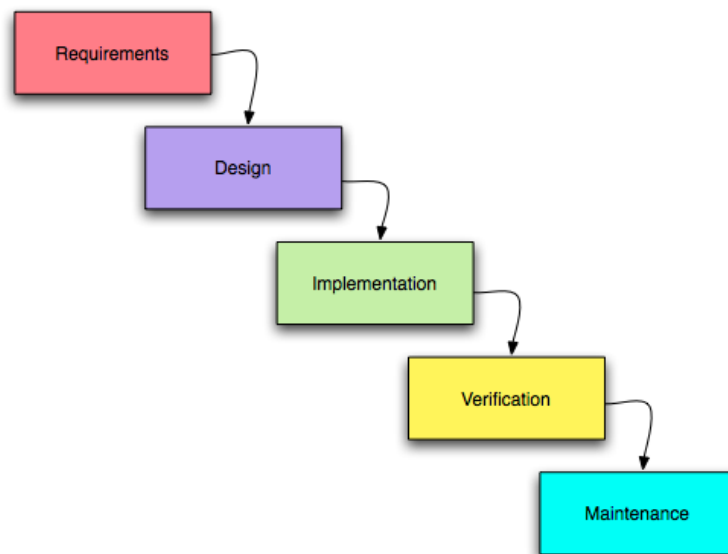 Requirements
Design
Implementation
Verification
Maintenance